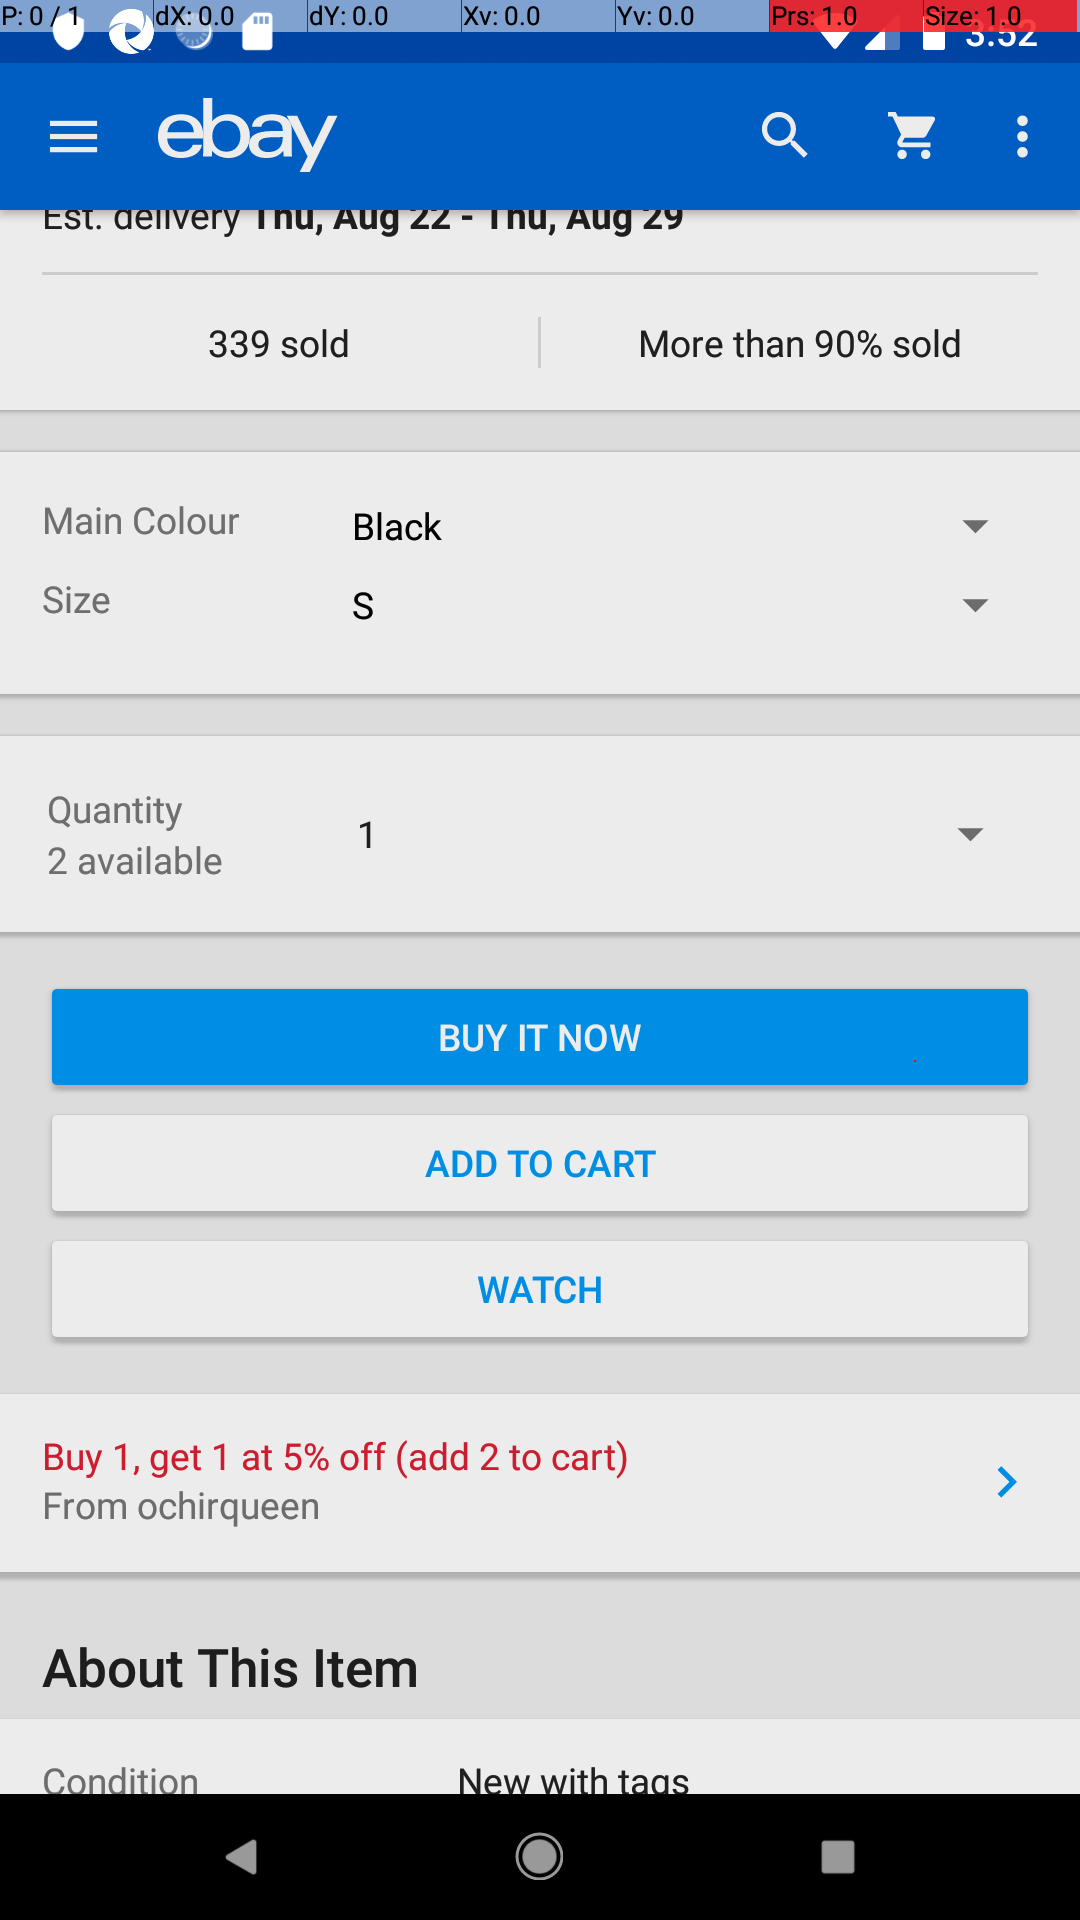 P: 0 / 1 dX: 0.0 dY: 0.0 Xv: 0.0 Yv: 0.0 Prs: 1.0 Size: 1.0
3:52
ebay
Est. delivery Thu, Aug 22 - Thu, Aug 29
339 sold More than 90% sold
Main Colour Black
Size S
Quantity
2 available
1
BUY IT NOW
ADD TO CART
WATCH
Buy 1, get 1 at 5% off (add 2 to cart)
From ochirqueen
About This Item
Condition New with tags